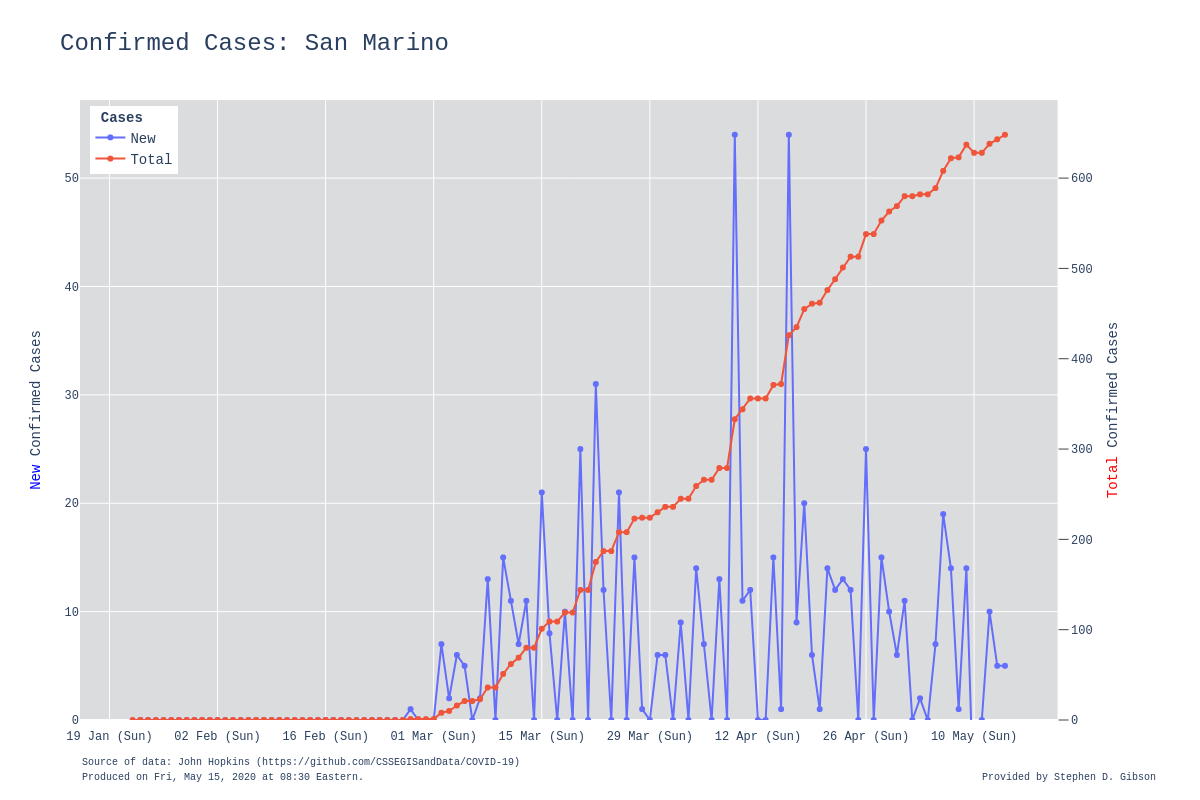 Confirmed Cases: San Marino
Cases
New
Total
50
40
30
20
10
0
600
500
400
300
200
100
0
New Confirmed Cases
Total Confirmed Cases
19 Jan (Sun) 02 Feb (Sun) 16 Feb (Sun) 01 Mar (Sun) 15 Mar (Sun) 29 Mar (Sun) 12 Apr (Sun) 26 Apr (Sun) 10 May (Sun)
Source of data: John Hopkins (https://github.com/CSSEGISandData/COVID-19)
Produced on Fri, May 15, 2020 at 08:30 Eastern.
Provided by Stephen D. Gibson